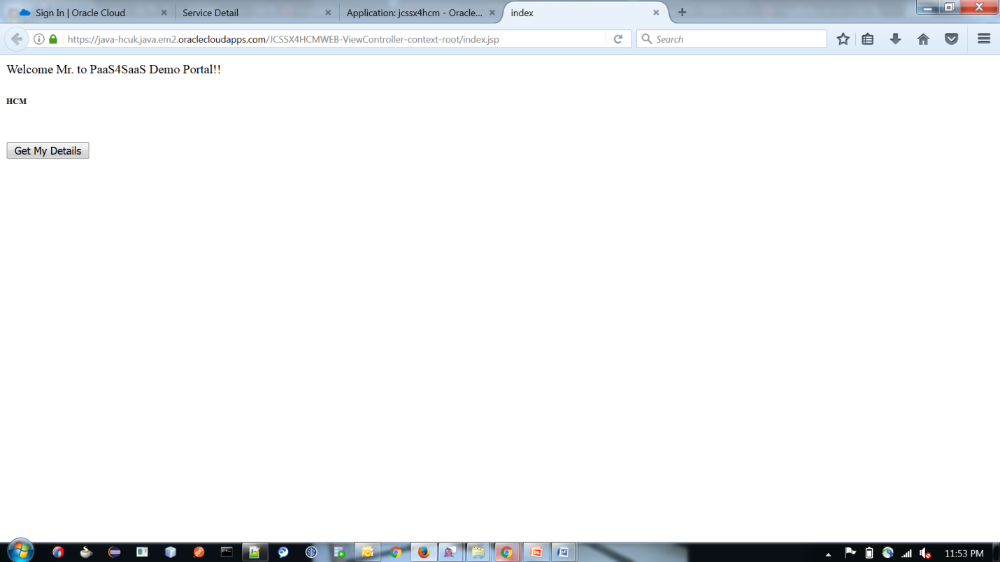 Sign In | Oracle Cloud
Service Detail
Application: jcssx4hcm - Oracle...
index
https://java-hcuk.java.em2.oraclecloudapps.com/JCSSX4HCMWEB-ViewController-context-root/index.jsp
Search
Welcome Mr. to PaaS4SaaS Demo Portal!!
HCM
Get My Details
11:53 PM